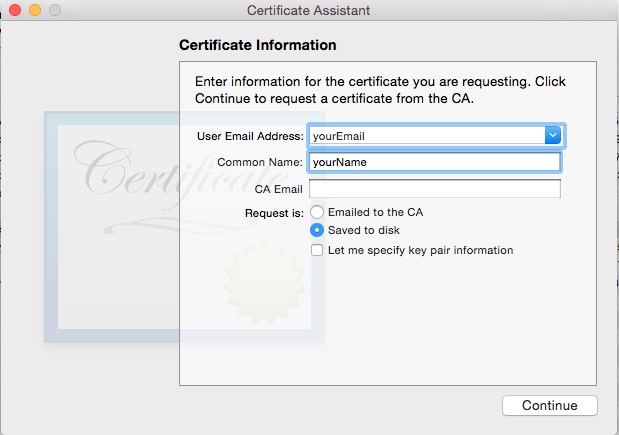 Certificate Assistant
Certificate Information
Enter information for the certificate you are requesting. Click
Continue to request a certificate from the CA.
Certificate
User Email Address: yourEmail
Common Name: yourName
CA Email
Request is: Emailed to the CA
Saved to disk
Let me specify key pair information
Continue